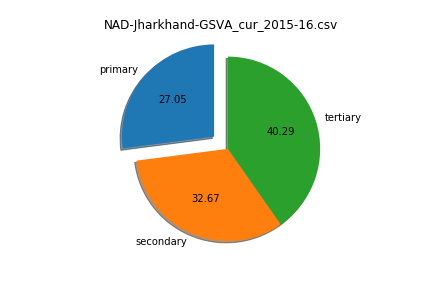 NAD-Jharkhand-GSVA_cur_2015-16.csv
primary
27.05
tertiary
40.29
32.67
secondary